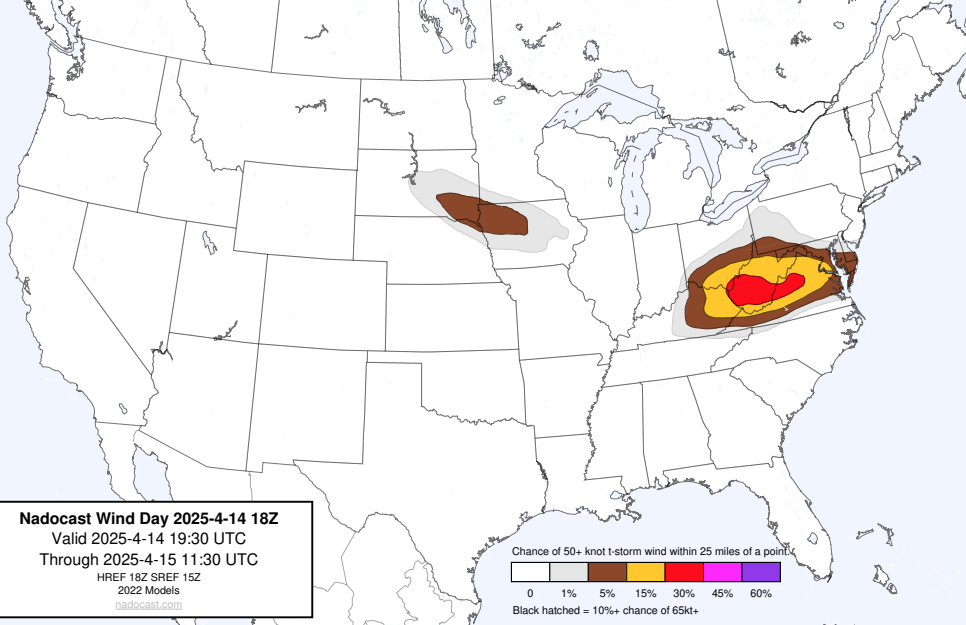 Nadocast Wind Day 2025-4-14 18Z
Valid 2025-4-14 19:30 UTC
Through 2025-4-15 11:30 UTC
HREF 18Z SREF 15Z
2022 Models
nadocast.com
Chance of 50+ knot t-storm wind within 25 miles of a point.
0 1% 5% 15% 30% 45% 60%
Black hatched = 10%+ chance of 65kt+